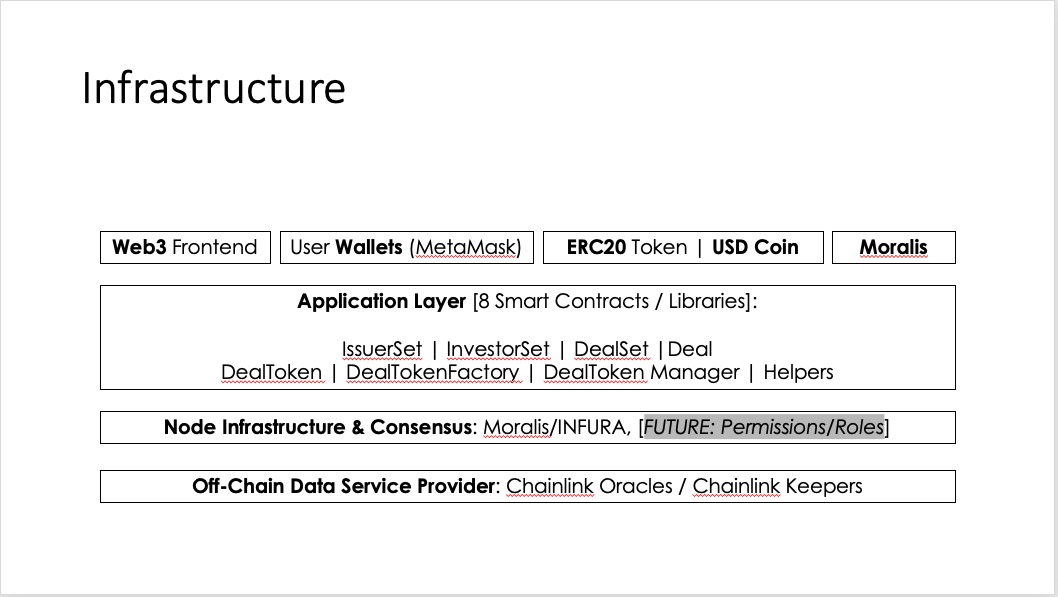 Infrastructure
Web3 Frontend
User Wallets (MetaMask)
ERC20 Token | USD Coin
Moralis
Application Layer [8 Smart Contracts / Libraries]:
IssuerSet | InvestorSet | DealSet |Deal
DealToken | DealTokenFactory | DealToken Manager | Helpers
Node Infrastructure & Consensus: Moralis/INFURA, [FUTURE: Permissions/Roles]
Off-Chain Data Service Provider: Chainlink Oracles / Chainlink Keepers